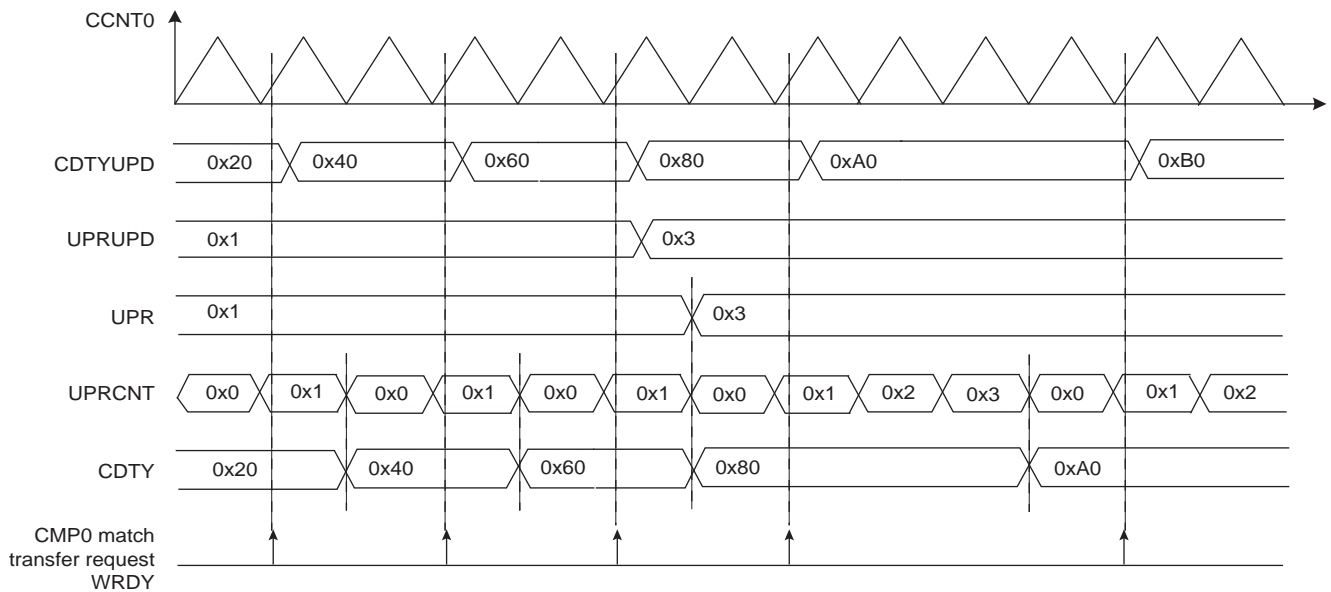 CCNT0
CDTYUPD 0x20 0x40 0x60 0x80 0xA0 0xB0
UPRUPD 0x1 0x3
UPR 0x1 0x3
UPRCNT 0x0 0x1 0x0 0x1 0x0 0x1 0x0 0x1 0x2 0x3 0x0 0x1 0x2
CDTY 0x20 0x40 0x60 0x80 0xA0
CMP0 match
transfer request
WRDY